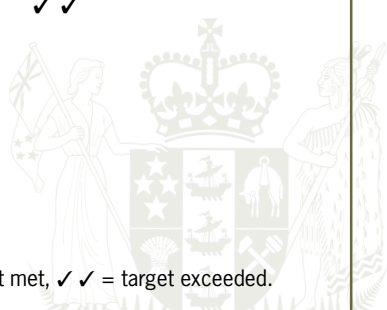 ✓✓
t met, ✓✓ = target exceeded.